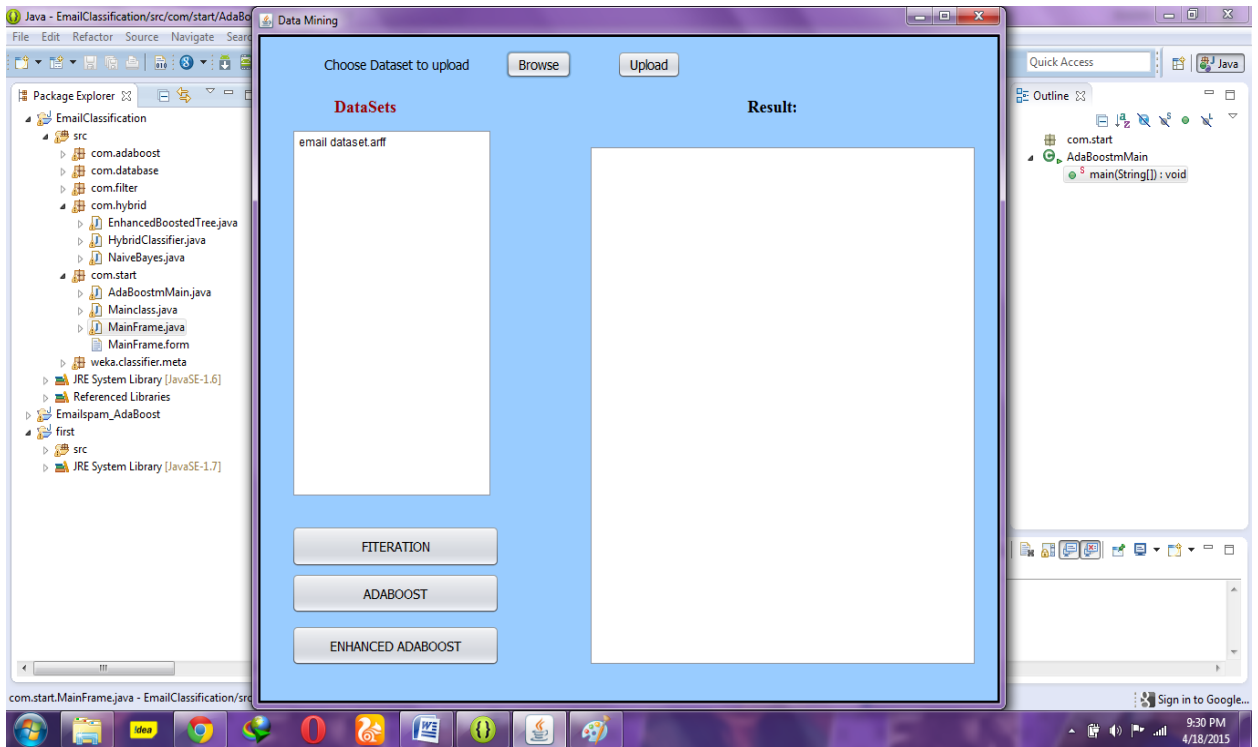 Java - EmailClassification/src/com/start/AdaBo
File Edit Refactor Source Navigate Searc
Quick Access
Java
Package Explorer
EmailClassification
src
com.adaboost
com.database
com.filter
com.hybrid
EnhancedBoostedTree.java
HybridClassifier.java
NaiveBayes.java
com.start
AdaBoostmMain.java
Mainclass.java
MainFrame.java
MainFrame.form
weka.classifier.meta
JRE System Library [JavaSE-1.6]
Referenced Libraries
Emailspam_AdaBoost
first
src
JRE System Library [JavaSE-1.7]
Data Mining
Choose Dataset to upload
Browse
Upload
DataSets
Result:
email dataset.arff
FITERATION
ADABOOST
ENHANCED ADABOOST
Outline
com.start
AdaBoostmMain
main(String[]) : void
com.start.MainFrame.java - EmailClassification/src
Sign in to Google...
idea
9:30 PM
4/18/2015